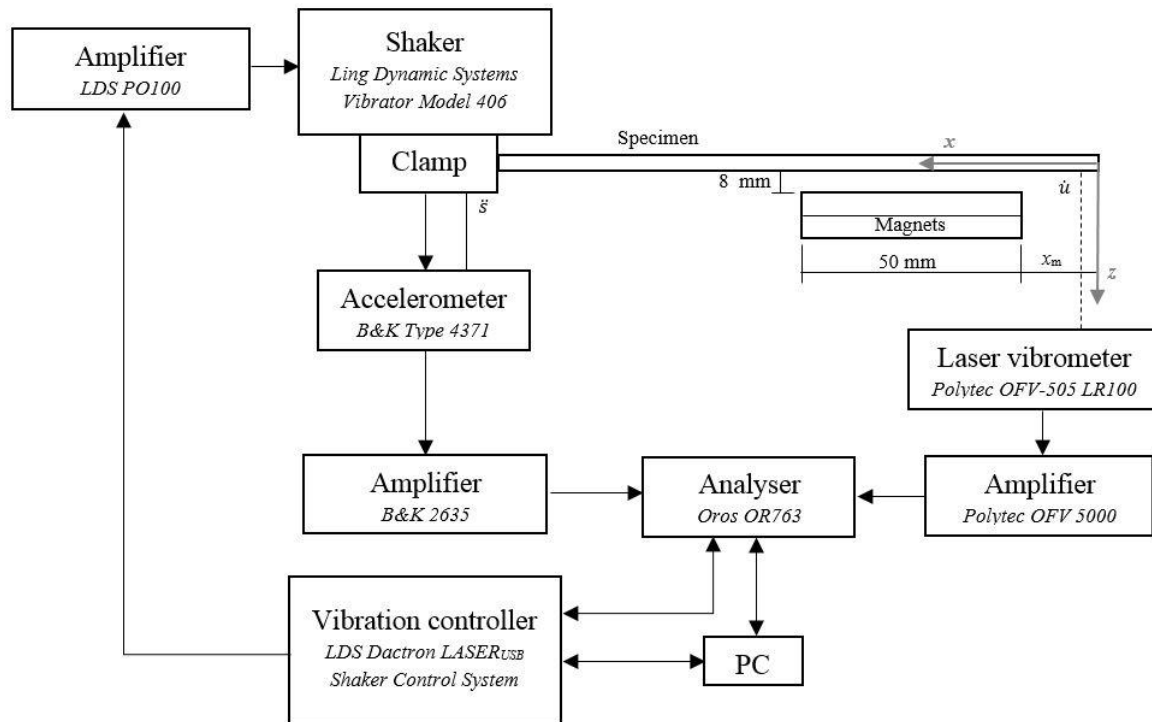 Amplifier
LDS PO100
Shaker
Ling Dynamic Systems
Vibrator Model 406
Clamp
Specimen
x
8 mm
s̈
u̇
Magnets
50 mm
xm
z
Accelerometer
B&K Type 4371
Laser vibrometer
Polytec OFV-505 LR100
Amplifier
B&K 2635
Analyser
Oros OR763
Amplifier
Polytec OFV 5000
Vibration controller
LDS Dactron LASERUSB
Shaker Control System
PC